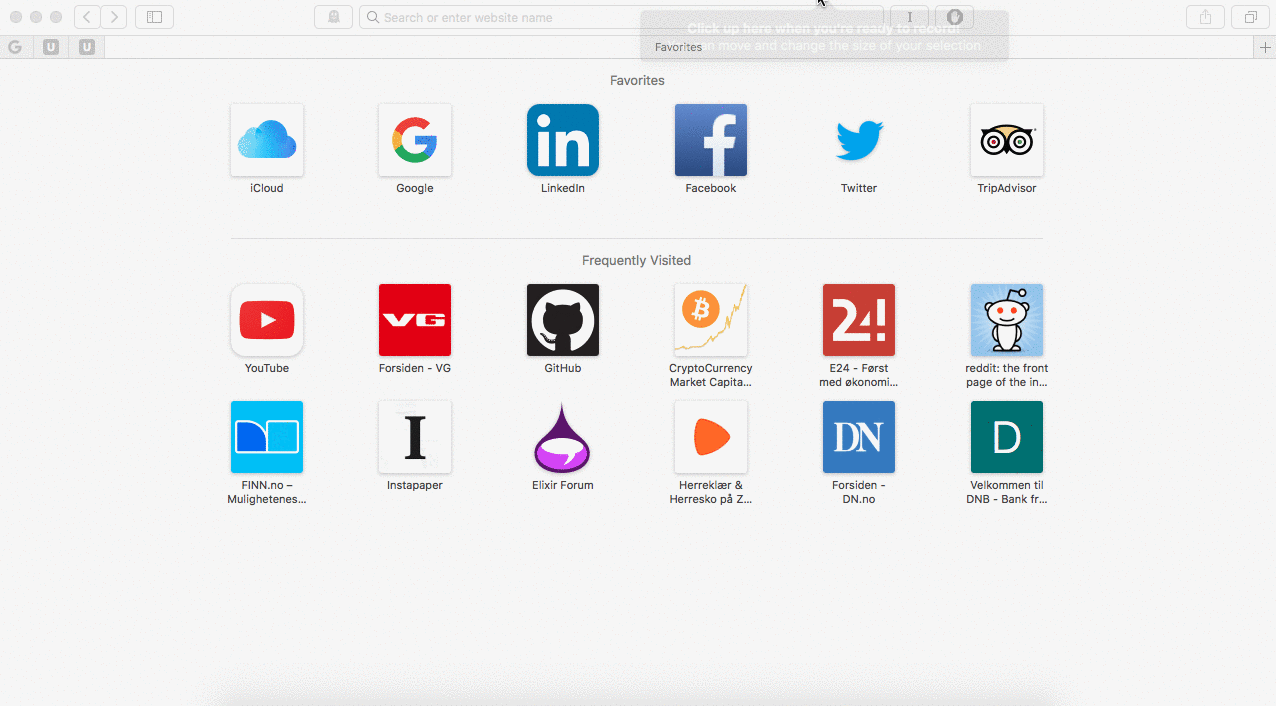 Search or enter website name
I
Click up here when you're ready to record!
n move and change the size of your selection
G
U
U
Favorites
Favorites
iCloud
Google
LinkedIn
Facebook
Twitter
TripAdvisor
Frequently Visited
VG
24!
YouTube
Forsiden - VG
GitHub
CryptoCurrency
Market Capita...
E24 - Først
med økonomi...
reddit: the front
page of the in...
I
DN
D
FINN.no –
Mulighetenes...
Instapaper
Elixir Forum
Herreklær &
Herresko på Z...
Forsiden -
DN.no
Velkommen til
DNB - Bank fr...